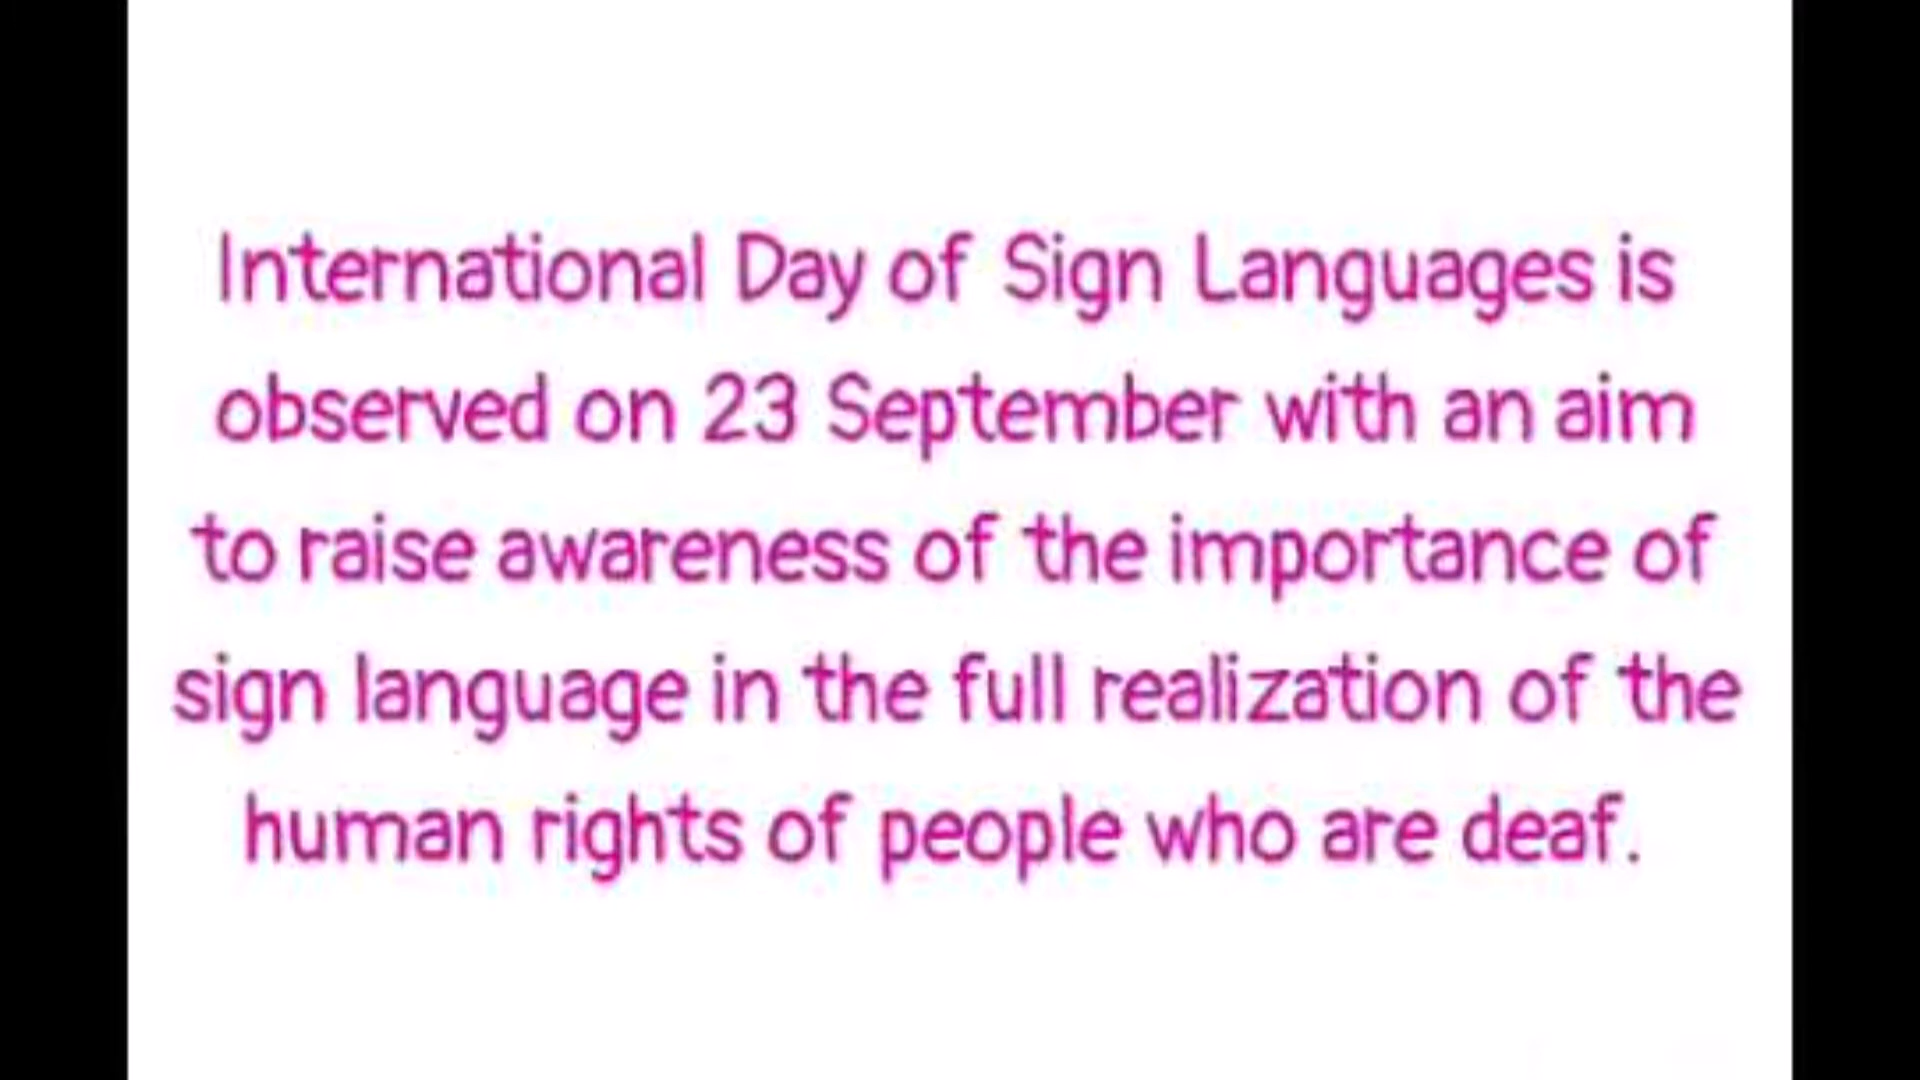 International Day of Sign Languages is
observed on 23 September with an aim
to raise awareness of the importance of
sign language in the full realization of the
human rights of people who are deaf.